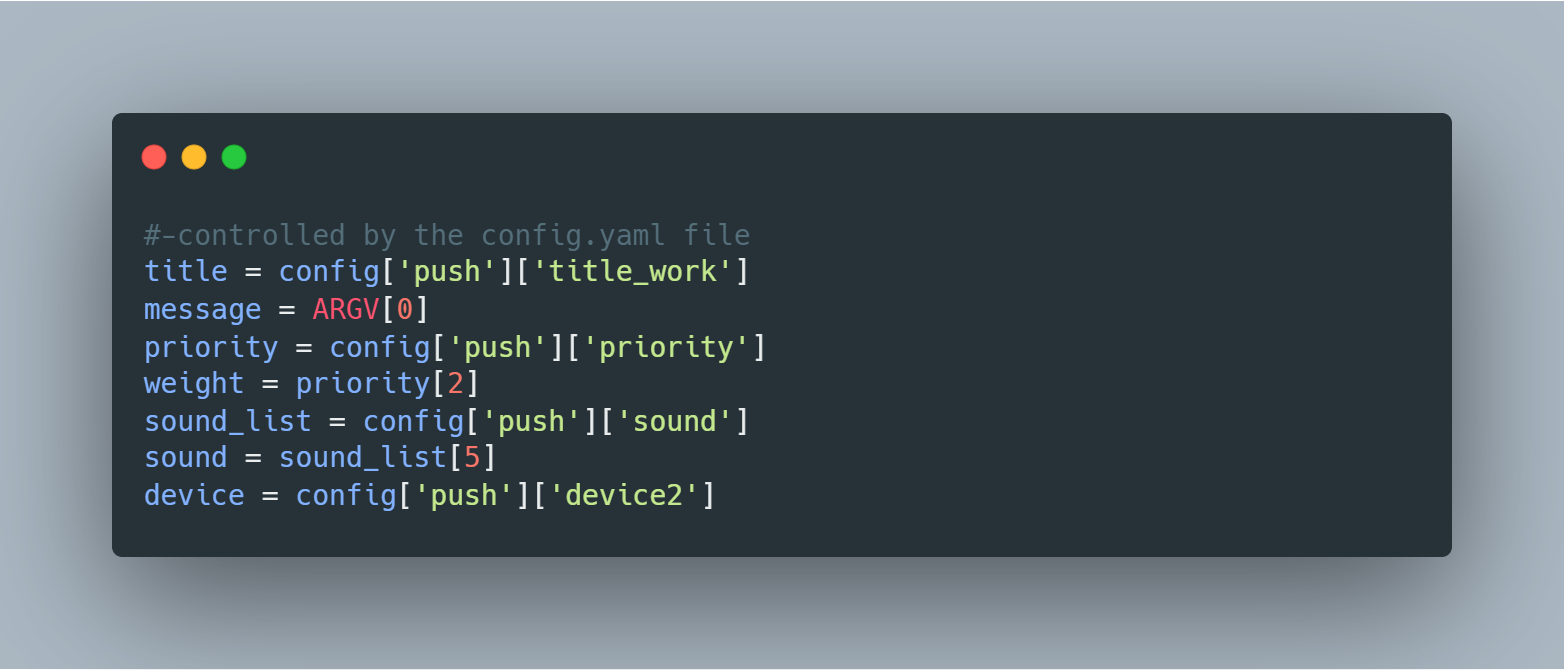 #-controlled by the config.yaml file
title = config['push']['title_work']
message = ARGV[0]
priority = config['push']['priority']
weight = priority[2]
sound_list = config['push']['sound']
sound = sound_list[5]
device = config['push']['device2']